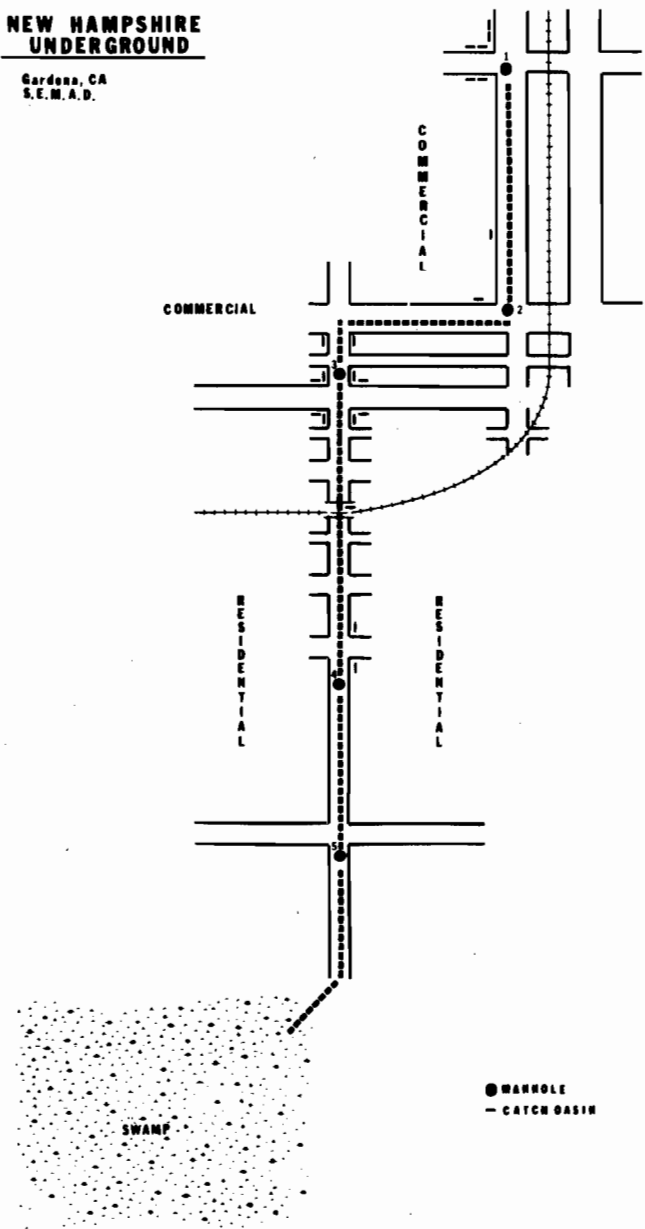 NEW HAMPSHIRE
UNDERGROUND
Gardena, CA
S.E.M.A.D.
1
COMMERCIAL
COMMERCIAL
2
3
RESIDENTIAL
RESIDENTIAL
4
5
SWAMP
MANHOLE
CATCH BASIN